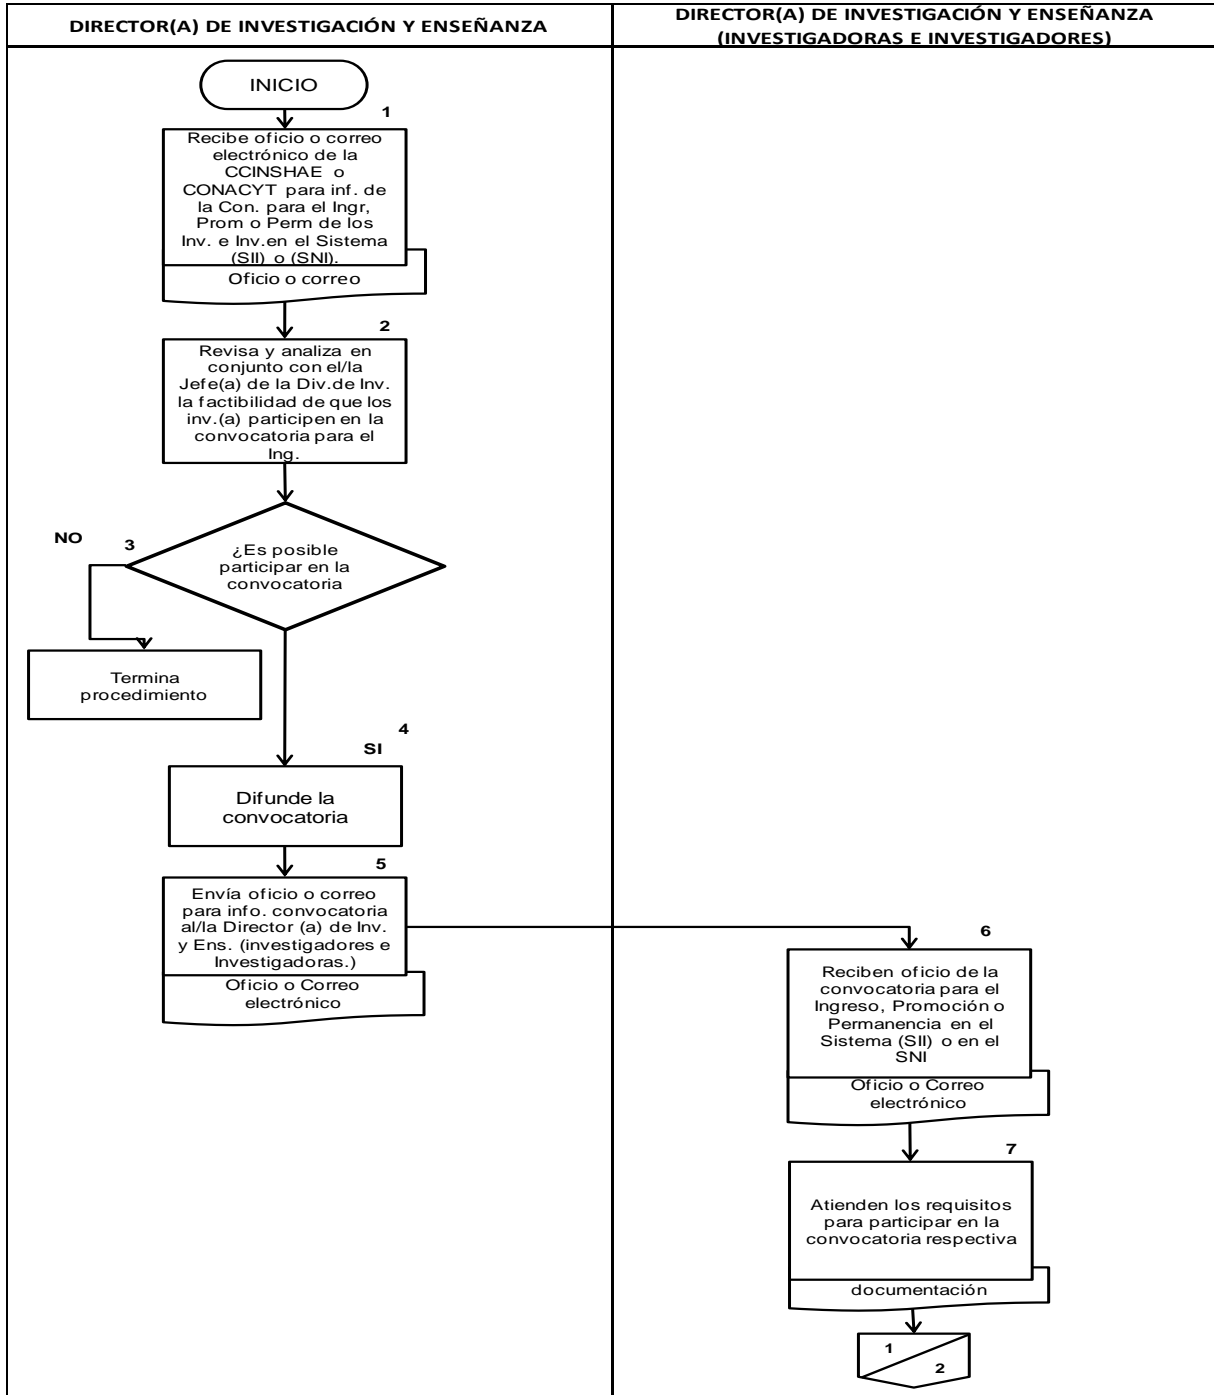 DIRECTOR(A) DE INVESTIGACIÓN Y ENSEÑANZA
DIRECTOR(A) DE INVESTIGACIÓN Y ENSEÑANZA
(INVESTIGADORAS E INVESTIGADORES)
INICIO
1
Recibe oficio o correo
electrónico de la
CCINSHAE o
CONACYT para inf. de
la Con. para el Ingr,
Prom o Perm de los
Inv. e Inv.en el Sistema
(SII) o (SNI).
Oficio o correo
2
Revisa y analiza en
conjunto con el/la
Jefe(a) de la Div.de Inv.
la factibilidad de que los
inv.(a) participen en la
convocatoria para el
Ing.
NO
3
¿Es posible
participar en la
convocatoria
Termina
procedimiento
4
SI
Difunde la
convocatoria
5
Envía oficio o correo
para info. convocatoria
al/la Director (a) de Inv.
y Ens. (investigadores e
Investigadoras.)
Oficio o Correo
electrónico
6
Reciben oficio de la
convocatoria para el
Ingreso, Promoción o
Permanencia en el
Sistema (SII) o en el
SNI
Oficio o Correo
electrónico
7
Atienden los requisitos
para participar en la
convocatoria respectiva
documentación
1
2